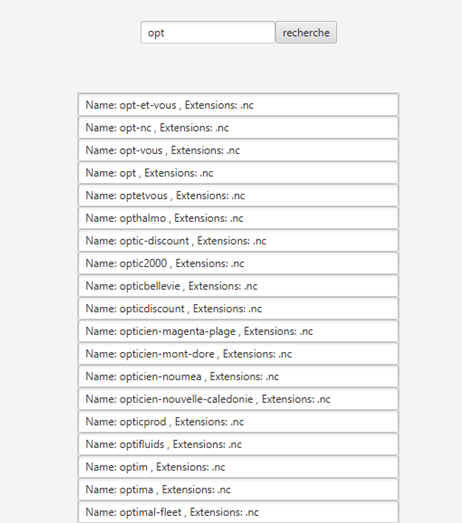 opt recherche
Name: opt-et-vous , Extensions: .nc
Name: opt-nc , Extensions: .nc
Name: opt-vous , Extensions: .nc
Name: opt , Extensions: .nc
Name: optetvous , Extensions: .nc
Name: opthalmo , Extensions: .nc
Name: optic-discount , Extensions: .nc
Name: optic2000 , Extensions: .nc
Name: opticbellevie , Extensions: .nc
Name: opticdiscount , Extensions: .nc
Name: opticien-magenta-plage , Extensions: .nc
Name: opticien-mont-dore , Extensions: .nc
Name: opticien-noumea , Extensions: .nc
Name: opticien-nouvelle-caledonie , Extensions: .nc
Name: opticprod , Extensions: .nc
Name: optifluids , Extensions: .nc
Name: optim , Extensions: .nc
Name: optima , Extensions: .nc
Name: optimal-fleet , Extensions: .nc